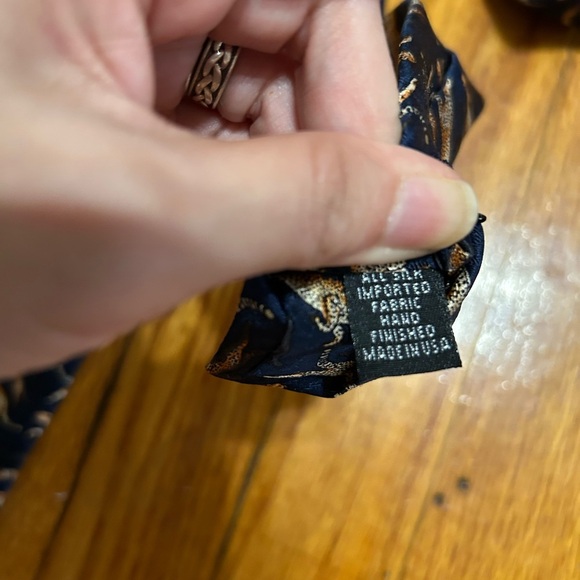 ALL SILK
IMPORTED
FABRIC
HAND
FINISHED
MADE IN USA